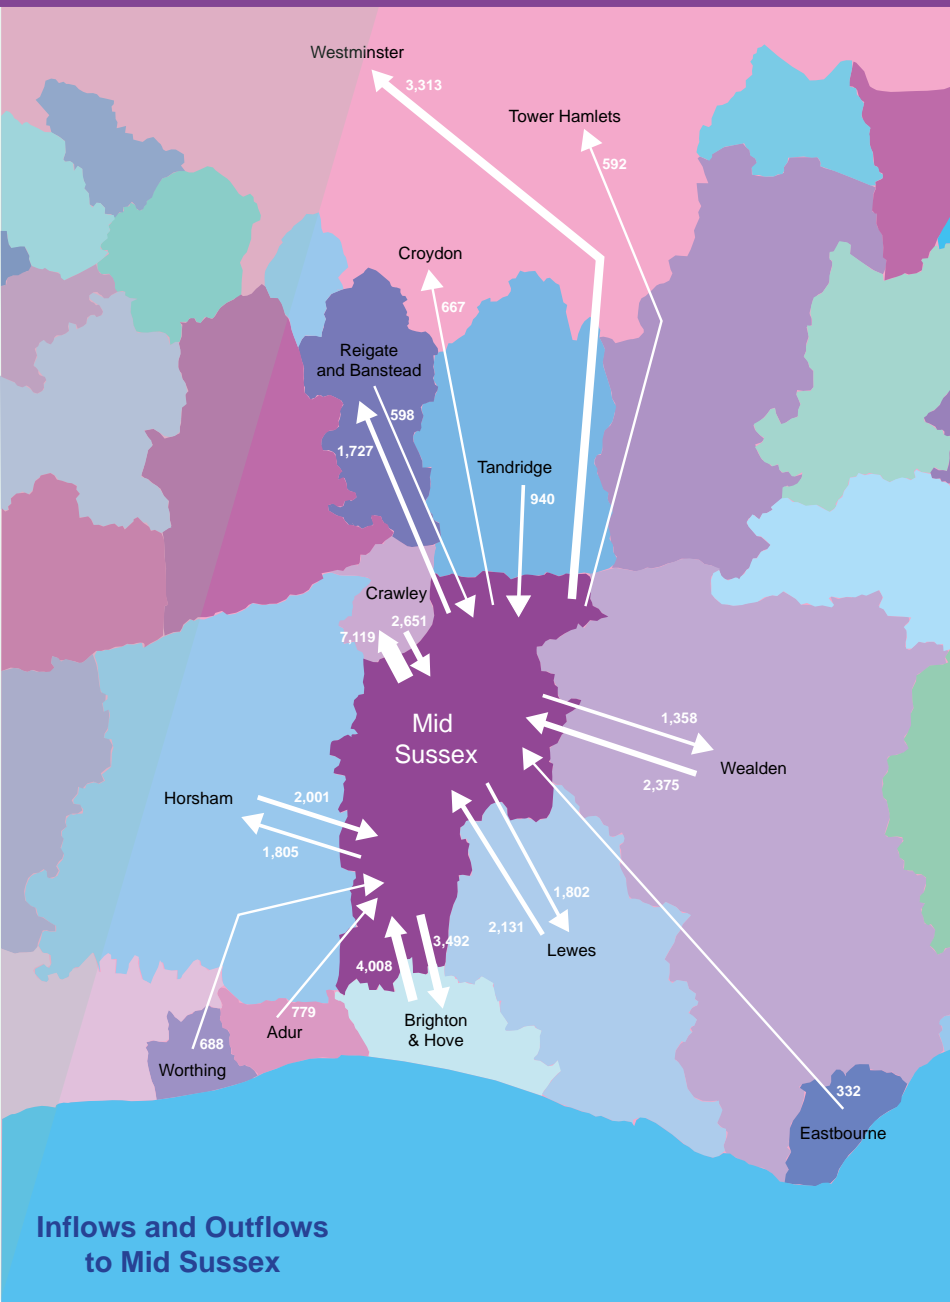 Westminster
3,313
Tower Hamlets
592
Croydon
667
Reigate
and Banstead
598
1,727
Tandridge
940
Crawley
2,651
7,119
Mid
Sussex
1,358
Wealden
2,375
Horsham
2,001
1,805
1,802
2,131
Lewes
3,492
4,008
779
Adur
Brighton
& Hove
688
Worthing
332
Eastbourne
Inflows and Outflows
to Mid Sussex